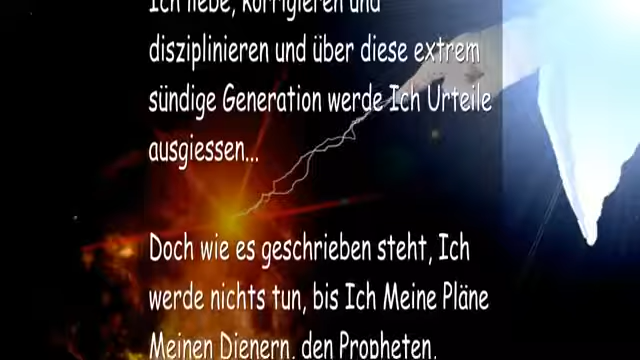 Ich liebe, korrigieren und
disziplinieren und über diese extrem
sündige Generation werde Ich Urteile
ausgiessen...
Doch wie es geschrieben steht, Ich
werde nichts tun, bis Ich Meine Pläne
Meinen Dienern, den Propheten,